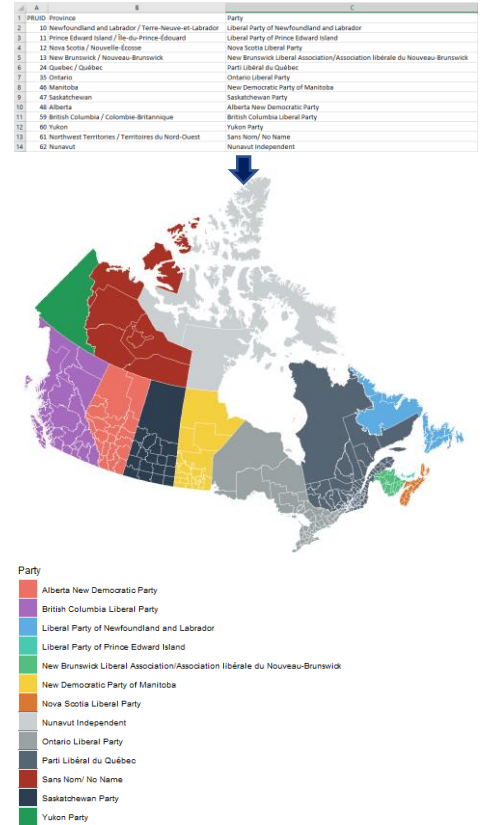 A B C
1 PRUID Province Party
2 10 Newfoundland and Labrador / Terre-Neuve-et-Labrador Liberal Party of Newfoundland and Labrador
3 11 Prince Edward Island / Île-du-Prince-Édouard Liberal Party of Prince Edward Island
4 12 Nova Scotia / Nouvelle-Écosse Nova Scotia Liberal Party
5 13 New Brunswick / Nouveau-Brunswick New Brunswick Liberal Association/Association libérale du Nouveau-Brunswick
6 24 Quebec / Québec Parti Libéral du Québec
7 35 Ontario Ontario Liberal Party
8 46 Manitoba New Democratic Party of Manitoba
9 47 Saskatchewan Saskatchewan Party
10 48 Alberta Alberta New Democratic Party
11 59 British Columbia / Colombie-Britannique British Columbia Liberal Party
12 60 Yukon Yukon Party
13 61 Northwest Territories / Territoires du Nord-Ouest Sans Nom/ No Name
14 62 Nunavut Nunavut Independent
Party
Alberta New Democratic Party
British Columbia Liberal Party
Liberal Party of Newfoundland and Labrador
Liberal Party of Prince Edward Island
New Brunswick Liberal Association/Association libérale du Nouveau-Brunswick
New Democratic Party of Manitoba
Nova Scotia Liberal Party
Nunavut Independent
Ontario Liberal Party
Parti Libéral du Québec
Sans Nom/ No Name
Saskatchewan Party
Yukon Party